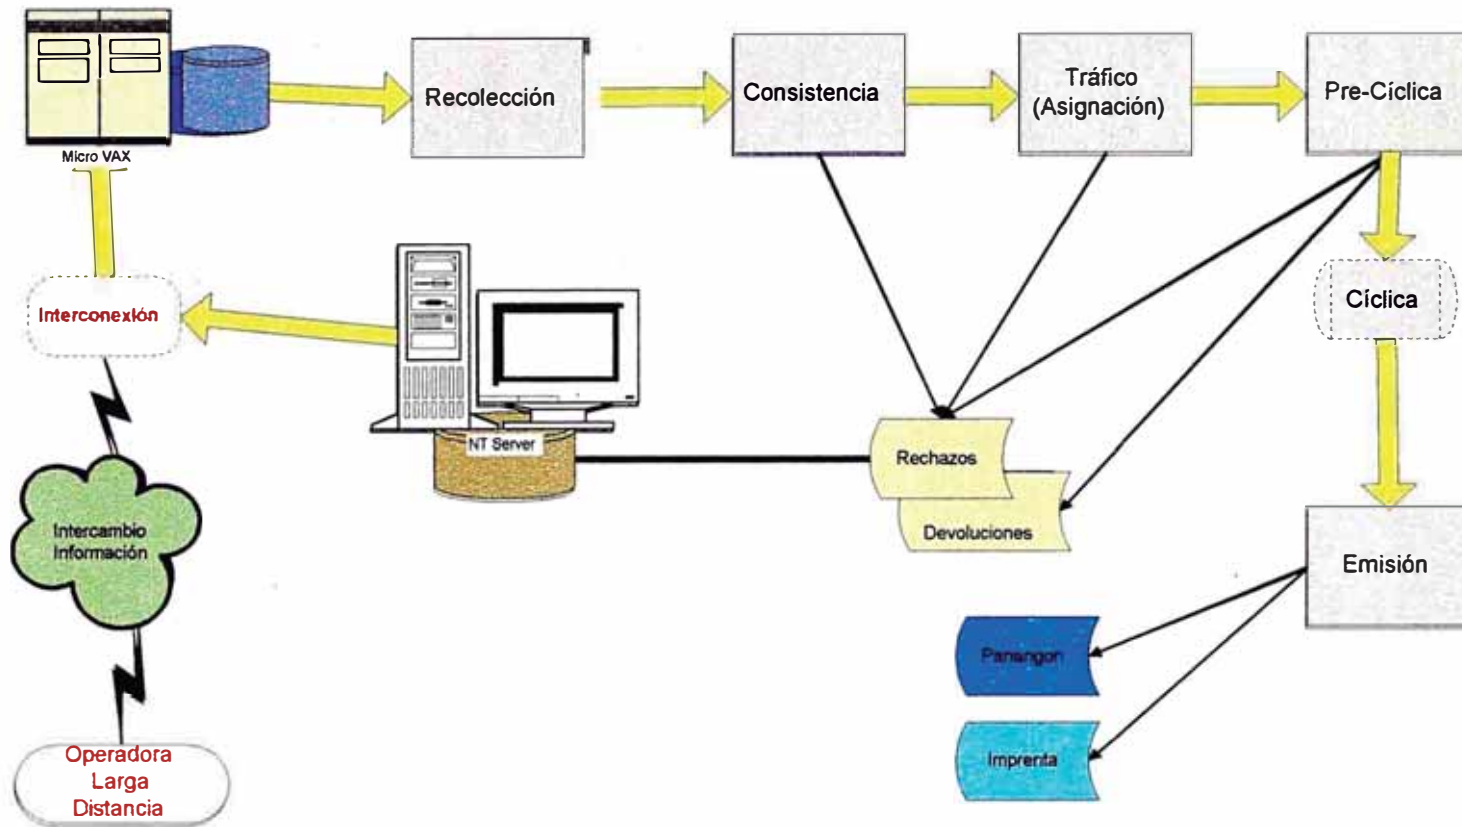 Micro VAX
Recolección
Consistencia
Tráfico
(Asignación)
Pre-Cíclica
Interconexión
Cíclica
NT Server
Rechazos
Devoluciones
Intercambio
Información
Emisión
Panangon
Imprenta
Operadora
Larga
Distancia